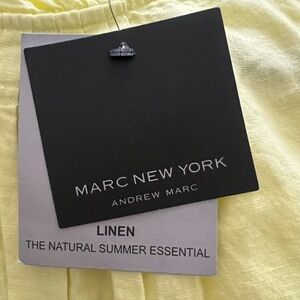 MARC NEW YORK
ANDREW MARC
LINEN
THE NATURAL SUMMER ESSENTIAL